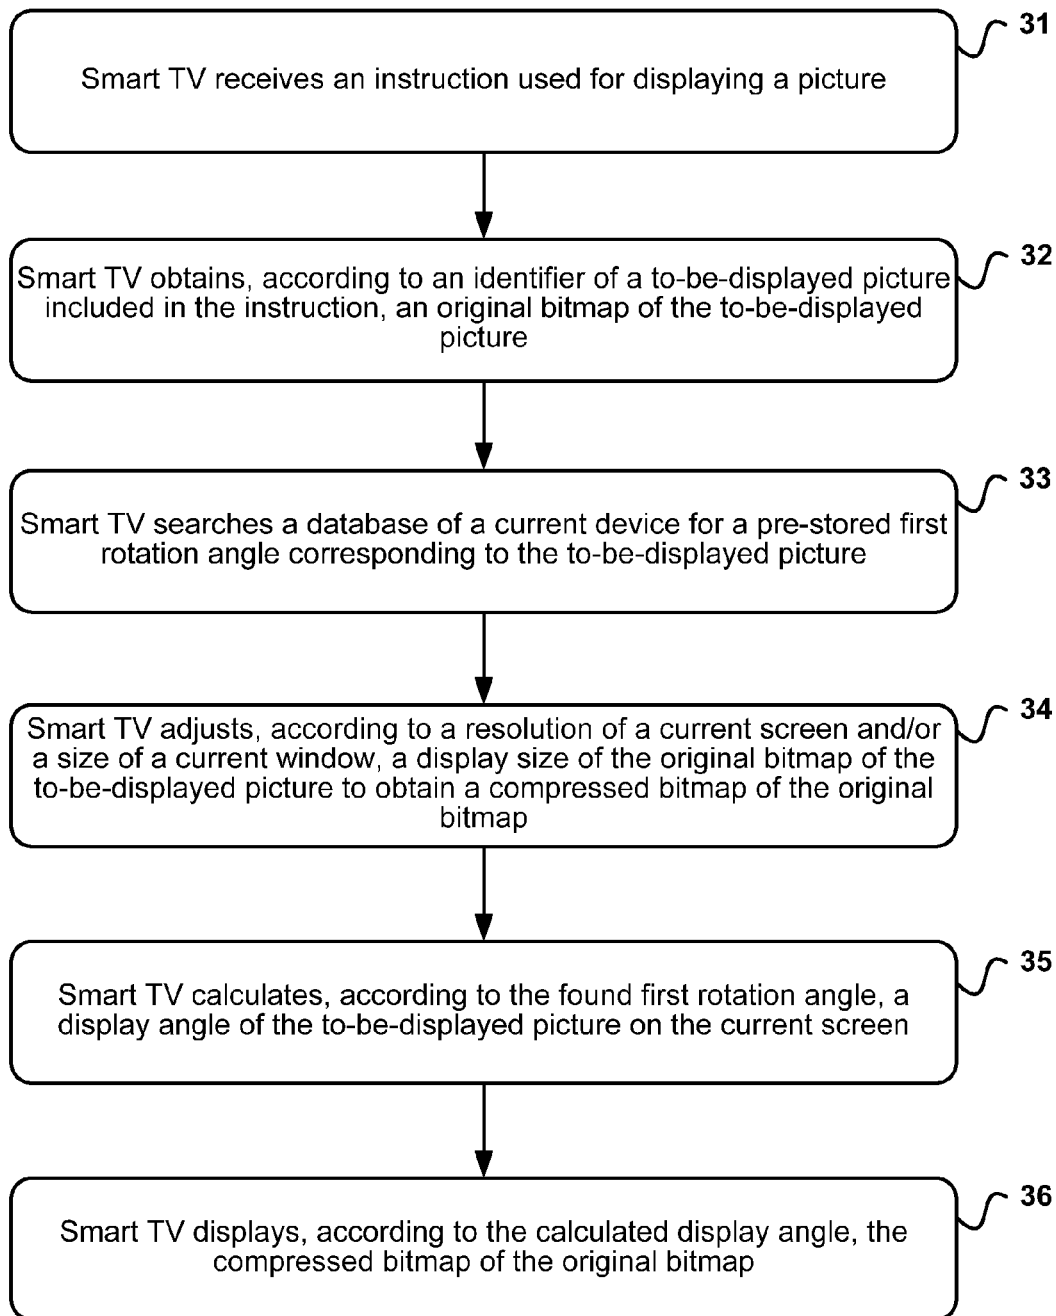 31
Smart TV receives an instruction used for displaying a picture
32
Smart TV obtains, according to an identifier of a to-be-displayed picture
included in the instruction, an original bitmap of the to-be-displayed
picture
33
Smart TV searches a database of a current device for a pre-stored first
rotation angle corresponding to the to-be-displayed picture
34
Smart TV adjusts, according to a resolution of a current screen and/or
a size of a current window, a display size of the original bitmap of the
to-be-displayed picture to obtain a compressed bitmap of the original
bitmap
35
Smart TV calculates, according to the found first rotation angle, a
display angle of the to-be-displayed picture on the current screen
36
Smart TV displays, according to the calculated display angle, the
compressed bitmap of the original bitmap